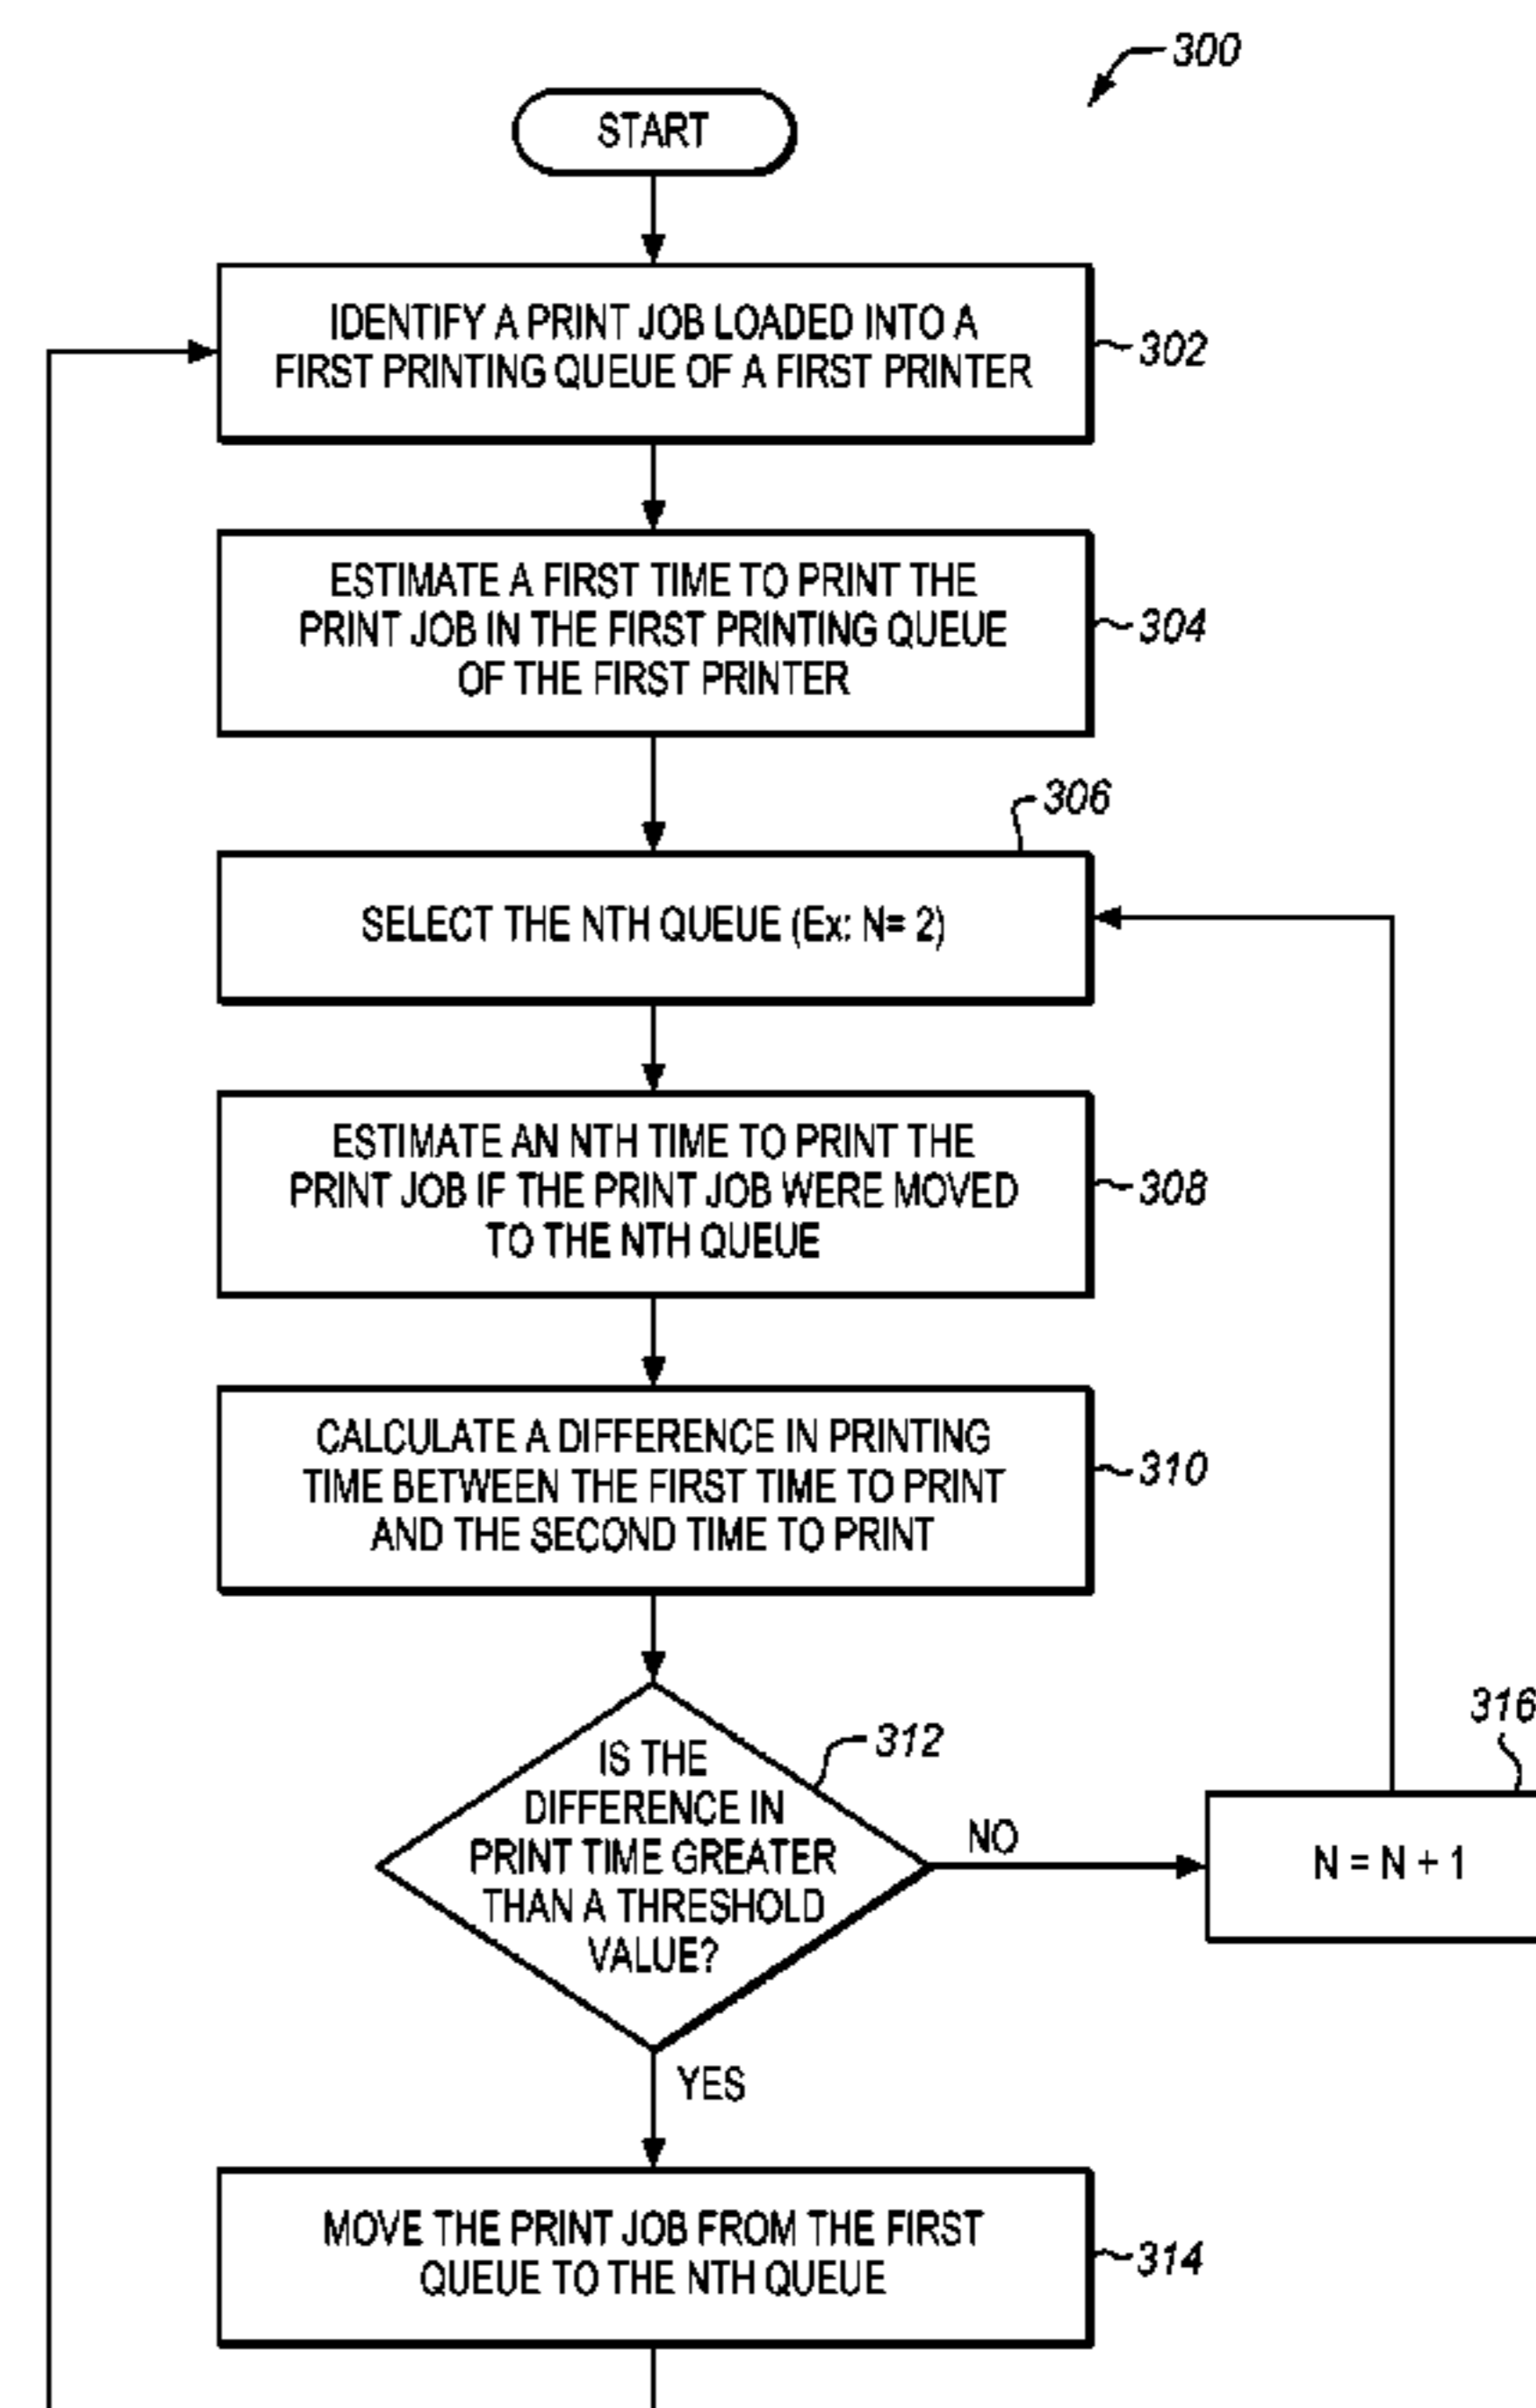 300
START
IDENTIFY A PRINT JOB LOADED INTO A
FIRST PRINTING QUEUE OF A FIRST PRINTER
302
ESTIMATE A FIRST TIME TO PRINT THE
PRINT JOB IN THE FIRST PRINTING QUEUE
OF THE FIRST PRINTER
304
306
SELECT THE NTH QUEUE (Ex: N= 2)
ESTIMATE AN NTH TIME TO PRINT THE
PRINT JOB IF THE PRINT JOB WERE MOVED
TO THE NTH QUEUE
308
CALCULATE A DIFFERENCE IN PRINTING
TIME BETWEEN THE FIRST TIME TO PRINT
AND THE SECOND TIME TO PRINT
310
312
IS THE
DIFFERENCE IN
PRINT TIME GREATER
THAN A THRESHOLD
VALUE?
NO
316
N = N + 1
YES
MOVE THE PRINT JOB FROM THE FIRST
QUEUE TO THE NTH QUEUE
314